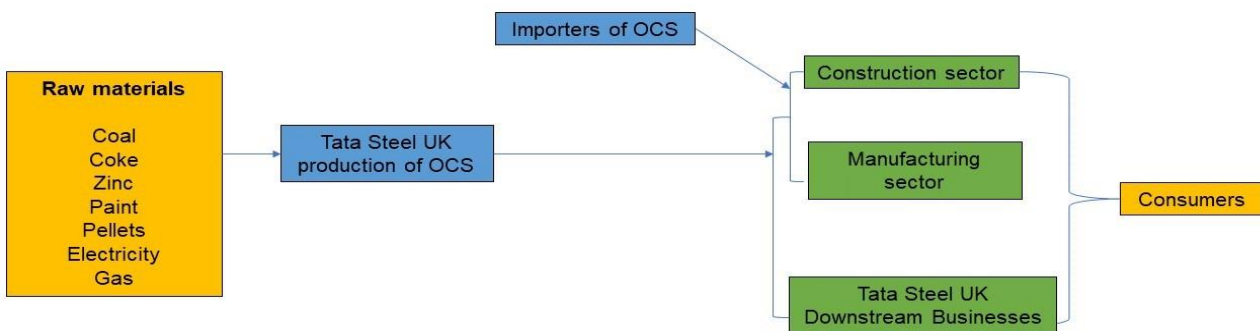 Importers of OCS
Raw materials
Coal
Coke
Zinc
Paint
Pellets
Electricity
Gas
Tata Steel UK
production of OCS
Construction sector
Manufacturing
sector
Tata Steel UK
Downstream Businesses
Consumers